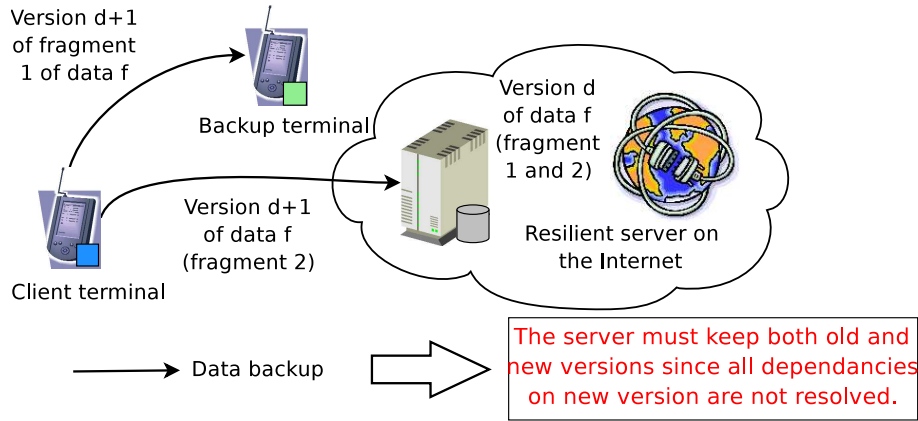 Version d+1
of fragment
1 of data f
Backup terminal
Version d
of data f
(fragment
1 and 2)
Version d+1
of data f
(fragment 2)
Resilient server on
the Internet
Client terminal
Data backup
The server must keep both old and
new versions since all dependancies
on new version are not resolved.